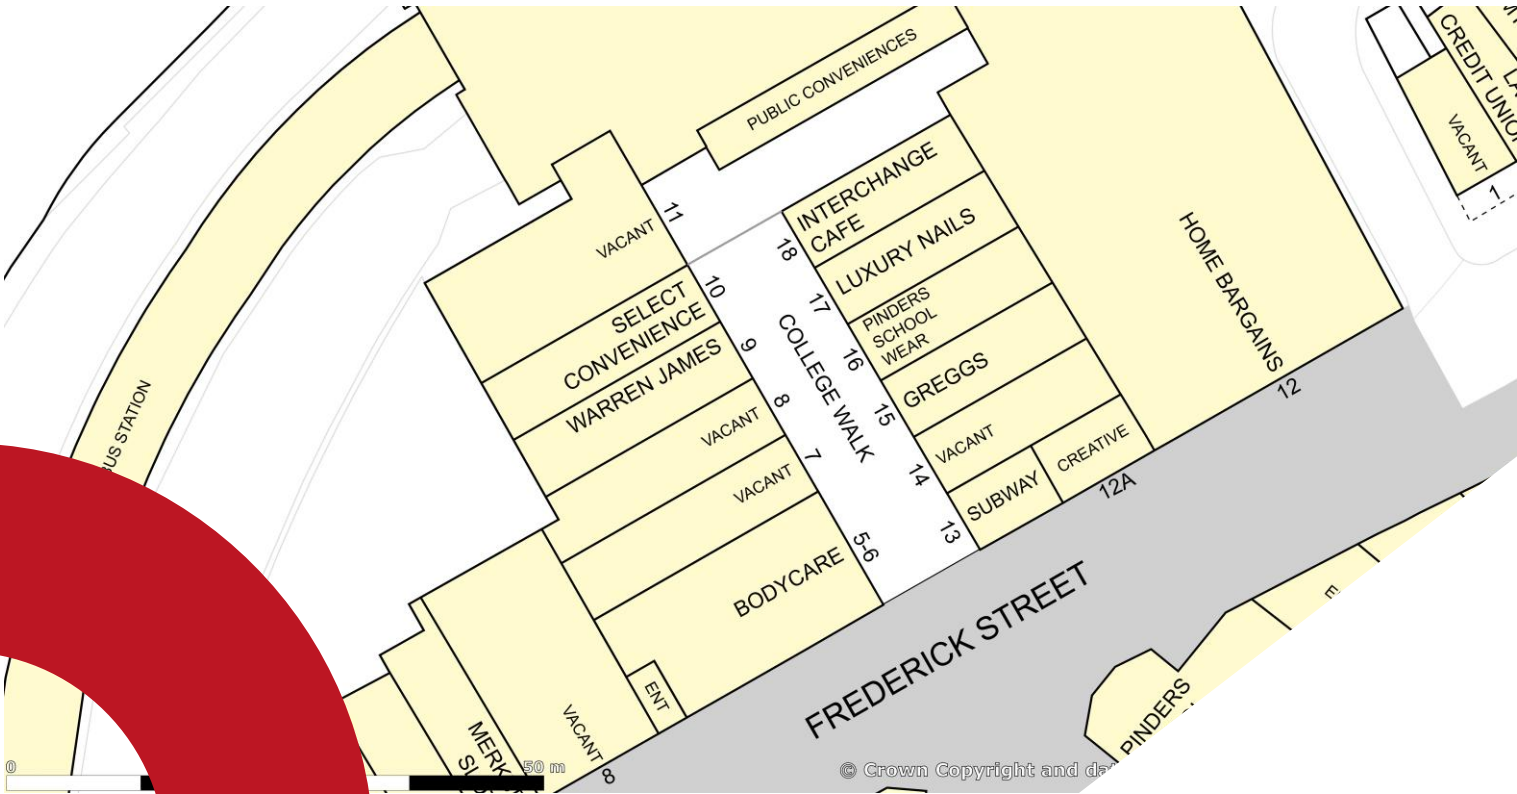 PUBLIC CONVENIENCES
CREDIT UNION
VACANT
1
11
VACANT
INTERCHANGE
CAFE
18
LUXURY NAILS
17
HOME BARGAINS
12
10
SELECT
CONVENIENCE
PINDERS
SCHOOL
WEAR
16
9
WARREN JAMES
COLLEGE WALK
GREGGS
15
8
VACANT
BUS STATION
VACANT
14
CREATIVE
12A
7
VACANT
SUBWAY
13
5-6
BODYCARE
FREDERICK STREET
ENT
VACANT
8
PINDERS
0
50 m
© Crown Copyright and